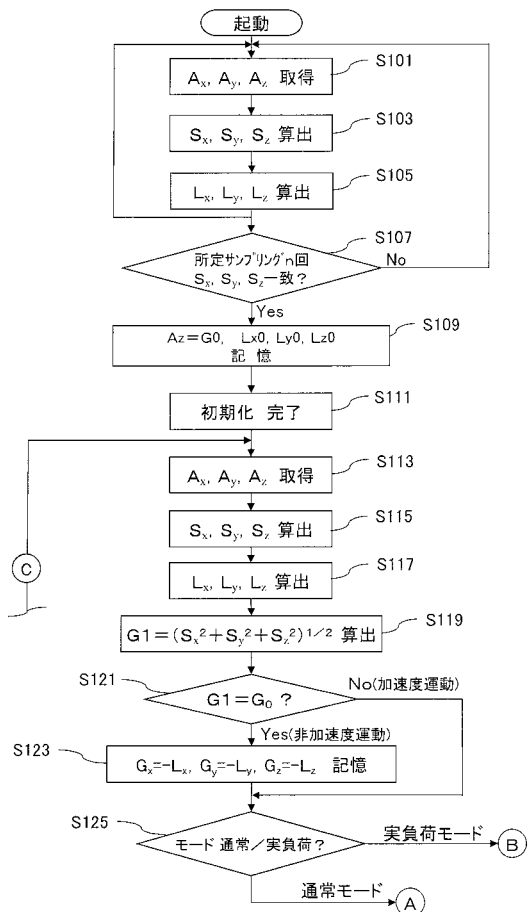 起動
Ax, Ay, Az 取得
S101
Sx, Sy, Sz 算出
S103
Lx, Ly, Lz 算出
S105
所定サンプリングn回
Sx, Sy, Sz一致?
S107
No
Yes
Az=G0, Lx0, Ly0, Lz0
記 憶
S109
初期化 完了
S111
Ax, Ay, Az 取得
S113
Sx, Sy, Sz 算出
S115
C
Lx, Ly, Lz 算出
S117
G1=(Sx²+Sy²+Sz²)¹/² 算出
S119
S121
G1=G₀ ?
No(加速度運動)
Yes(非加速度運動)
S123
Gx=-Lx, Gy=-Ly, Gz=-Lz 記憶
S125
モード 通常/実負荷?
実負荷モード
B
通常モード
A